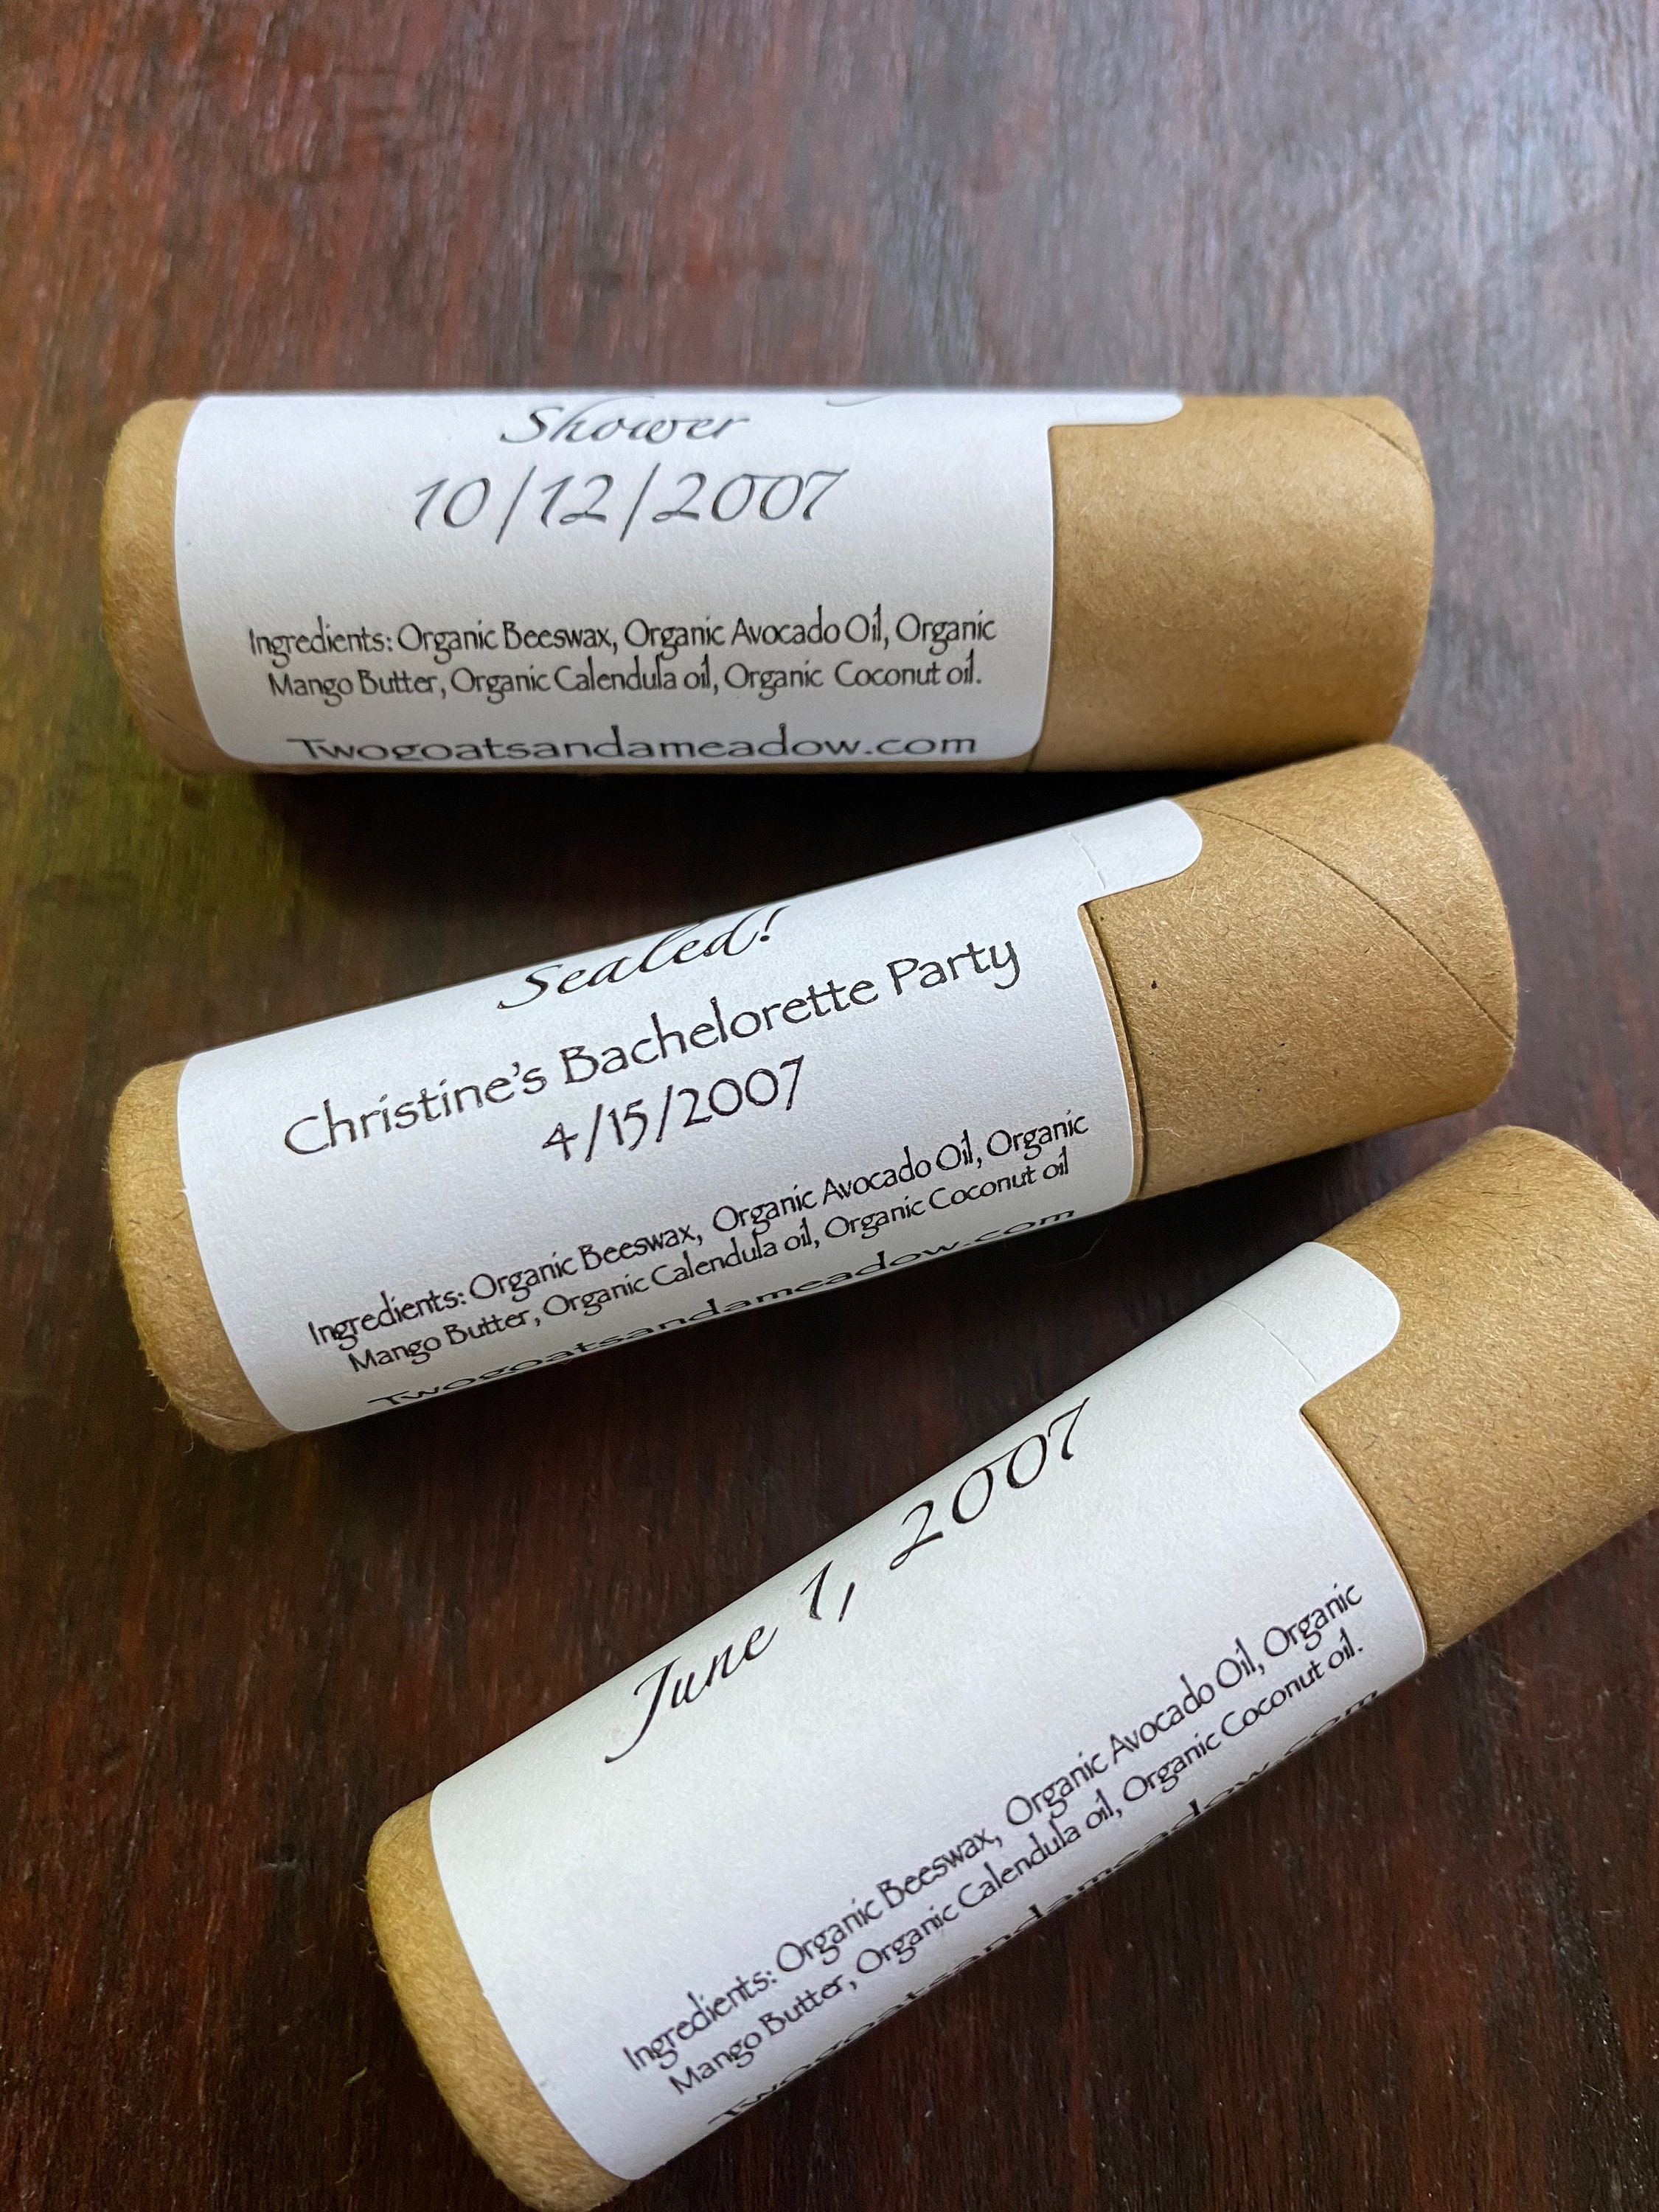 Shower
10/12/2007
Ingredients: Organic Beeswax, Organic Avocado Oil, Organic
Mango Butter, Organic Calendula oil, Organic Coconut oil.
Twogoatsandameadow.com
Sealed!
Christine's Bachelorette Party
4/15/2007
Ingredients: Organic Beeswax, Organic Avocado Oil, Organic
Mango Butter, Organic Calendula oil, Organic Coconut oil
Twogoatsandameadow.com
June 1, 2007
Ingredients: Organic Beeswax, Organic Avocado Oil, Organic
Mango Butter, Organic Calendula oil, Organic Coconut oil.
Twogoatsandameadow.com